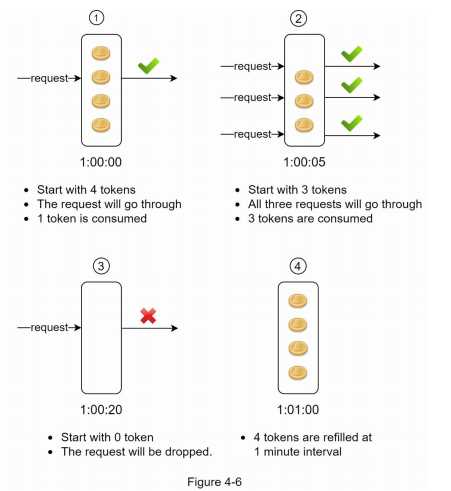 1
2
request
request
request
request
1:00:00
1:00:05
• Start with 4 tokens
• The request will go through
• 1 token is consumed
• Start with 3 tokens
• All three requests will go through
• 3 tokens are consumed
3
4
request
1:00:20
1:01:00
• Start with 0 token
• The request will be dropped.
• 4 tokens are refilled at
1 minute interval
Figure 4-6